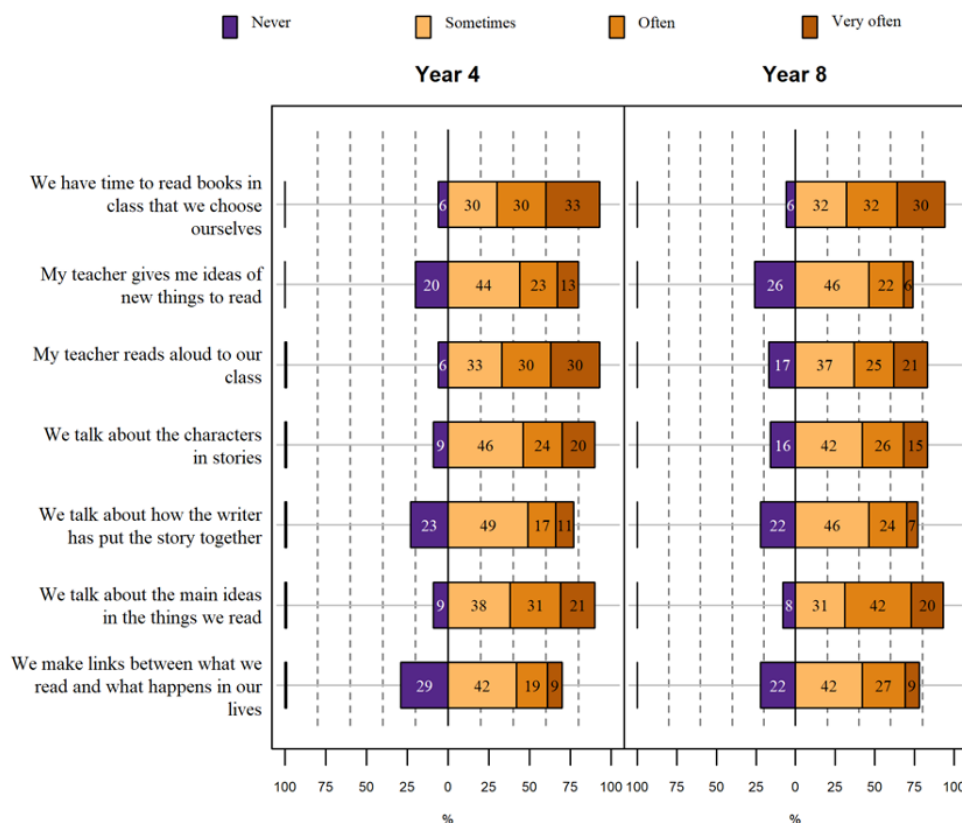 Never Sometimes Often Very often
Year 4 Year 8
We have time to read books in
class that we choose
ourselves
6 30 30 33 6 32 32 30
My teacher gives me ideas of
new things to read
20 44 23 13 26 46 22 6
My teacher reads aloud to our
class
6 33 30 30 17 37 25 21
We talk about the characters
in stories
9 46 24 20 16 42 26 15
We talk about how the writer
has put the story together
23 49 17 11 22 46 24 7
We talk about the main ideas
in the things we read
9 38 31 21 8 31 42 20
We make links between what we
read and what happens in our
lives
29 42 19 9 22 42 27 9
100 75 50 25 0 25 50 75 100 75 50 25 0 25 50 75 100
% %